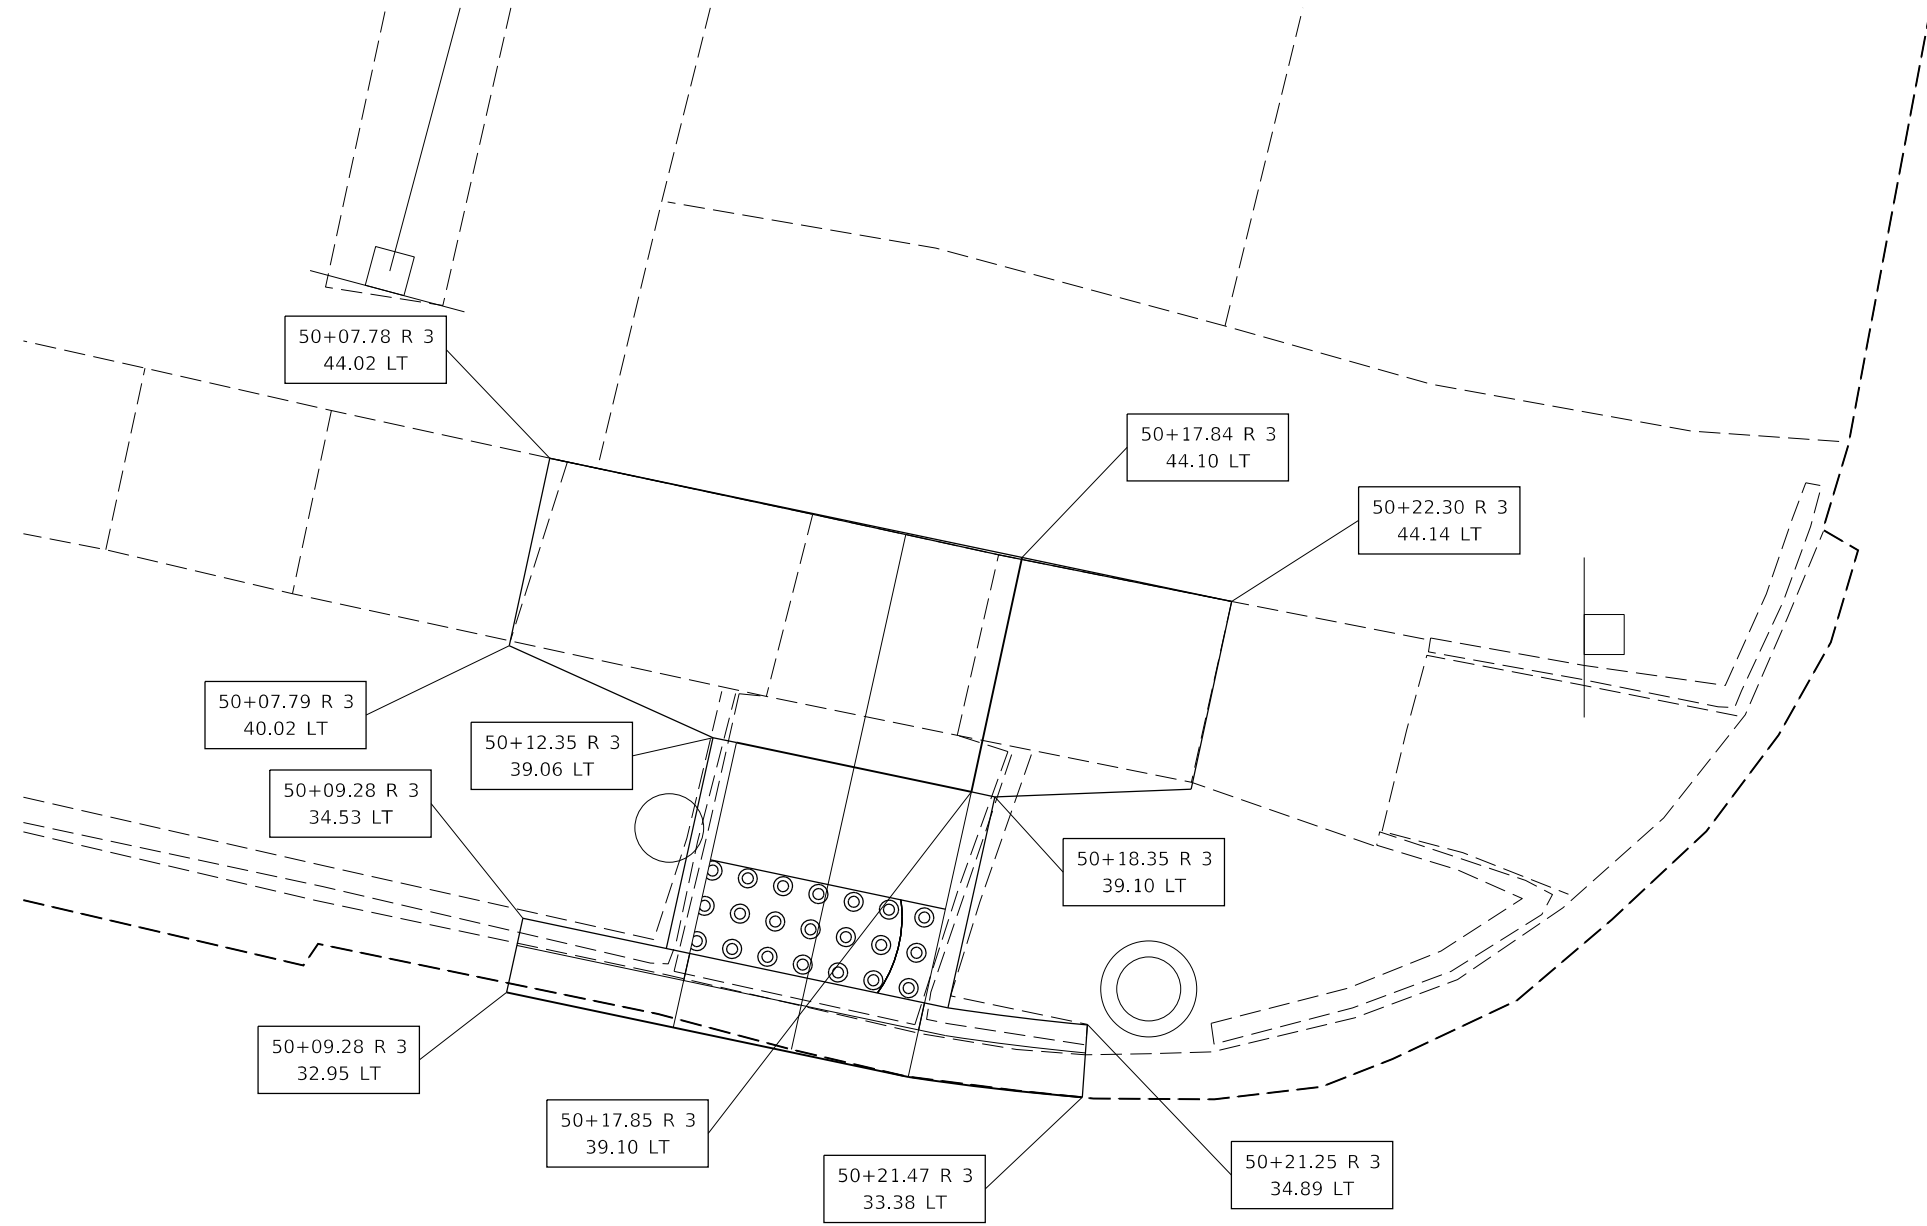 50+07.78 R 3
44.02 LT
50+17.84 R 3
44.10 LT
50+22.30 R 3
44.14 LT
50+07.79 R 3
40.02 LT
50+12.35 R 3
39.06 LT
50+09.28 R 3
34.53 LT
50+18.35 R 3
39.10 LT
50+09.28 R 3
32.95 LT
50+17.85 R 3
39.10 LT
50+21.47 R 3
33.38 LT
50+21.25 R 3
34.89 LT